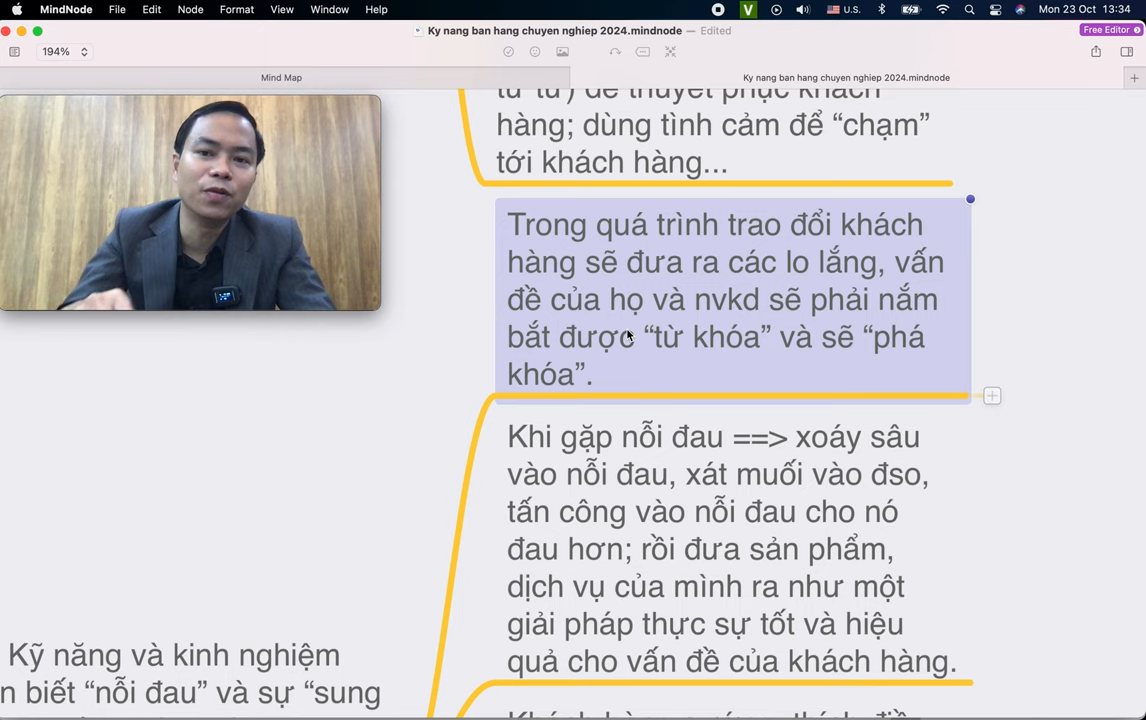 MindNode File Edit Node Format View Window Help V U.S. Mon 23 Oct 13:34
Ky nang ban hang chuyen nghiep 2024.mindnode — Edited
Free Editor
194%
Mind Map
Ky nang ban hang chuyen nghiep 2024.mindnode
từ từ") để thuyết phục khách
hàng; dùng tình cảm để “chạm”
tới khách hàng...
Trong quá trình trao đổi khách
hàng sẽ đưa ra các lo lắng, vấn
đề của họ và nvkd sẽ phải nắm
bắt được “từ khóa” và sẽ “phá
khóa”.
Khi gặp nỗi đau ==> xoáy sâu
vào nỗi đau, xát muối vào đso,
tấn công vào nỗi đau cho nó
đau hơn; rồi đưa sản phẩm,
dịch vụ của mình ra như một
giải pháp thực sự tốt và hiệu
quả cho vấn đề của khách hàng.
Kỹ năng và kinh nghiệm
n biết “nỗi đau” và sự “sung